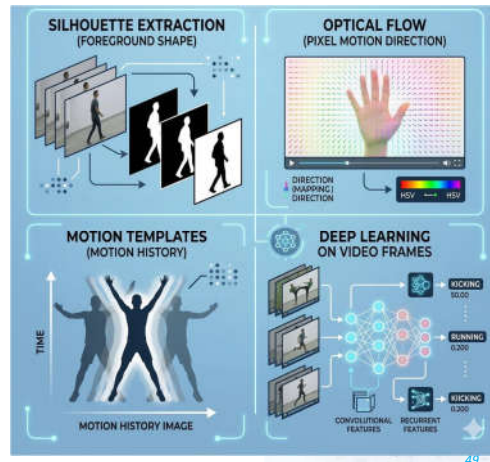 SILHOUETTE EXTRACTION
(FOREGROUND SHAPE)
OPTICAL FLOW
(PIXEL MOTION DIRECTION)
DIRECTION
(MAPPING)
DIRECTION
HSV
HSV
MOTION TEMPLATES
(MOTION HISTORY)
TIME
MOTION HISTORY IMAGE
DEEP LEARNING
ON VIDEO FRAMES
KICKING
50.00
RUNNING
0.200
KIICKING
0.200
CONVOLUTIONAL
FEATURES
RECURRENT
FEATURES
49